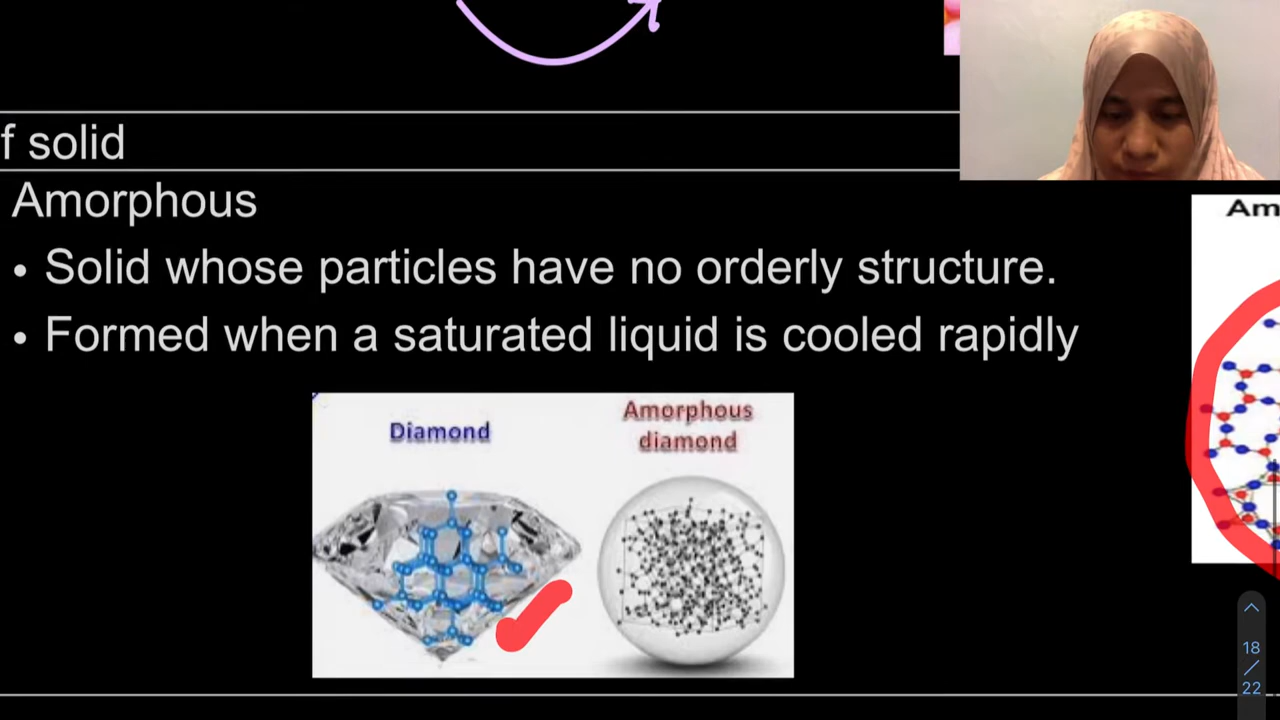 f solid
Amorphous
Am
• Solid whose particles have no orderly structure.
• Formed when a saturated liquid is cooled rapidly
Diamond
Amorphous
diamond
18
/
22